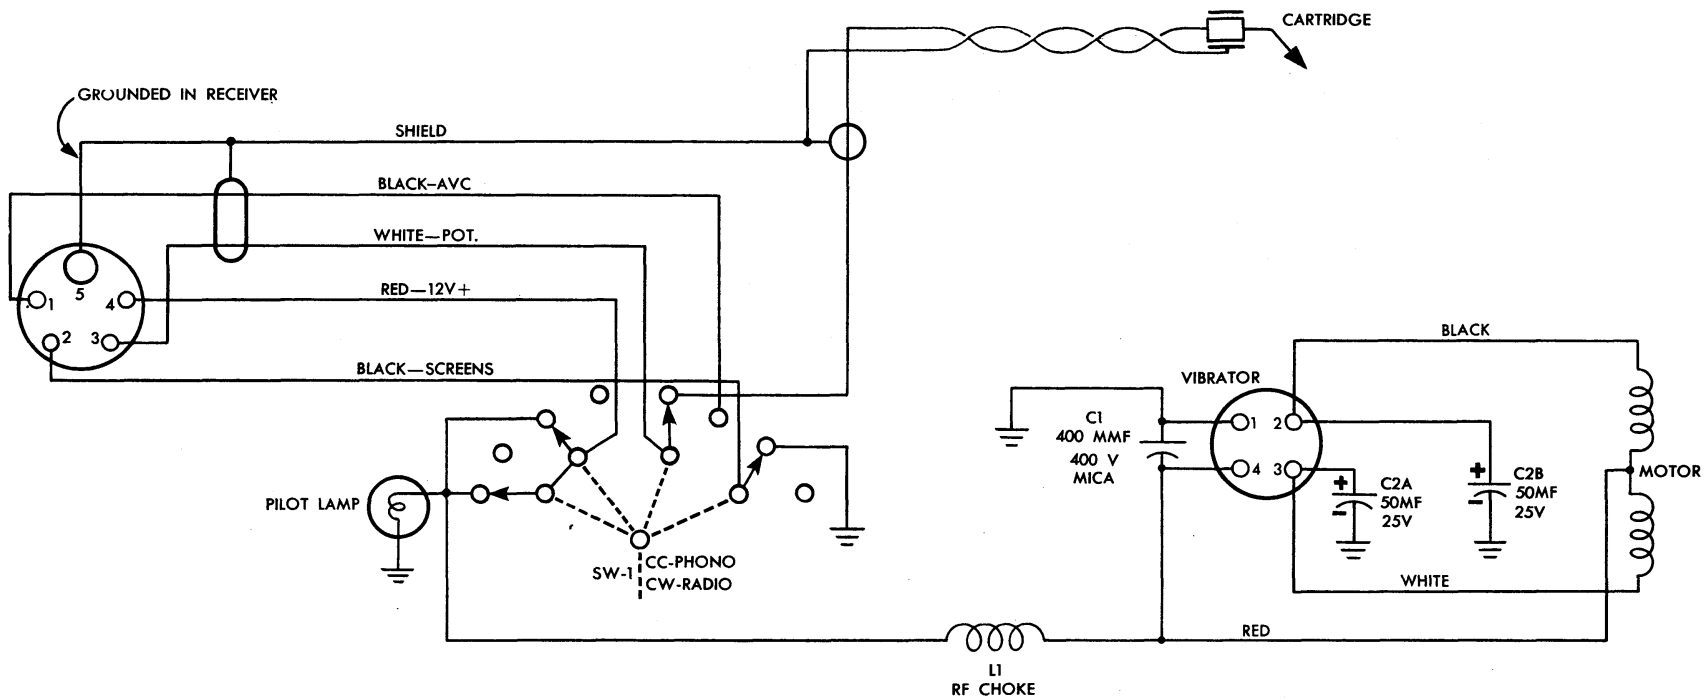 CARTRIDGE
GROUNDED IN RECEIVER
SHIELD
BLACK—AVC
WHITE—POT.
RED—12V+
BLACK—SCREENS
5
1
4
2
3
PILOT LAMP
SW-1
CC-PHONO
CW-RADIO
VIBRATOR
BLACK
C1
400 MMF
400 V
MICA
1
2
4
3
+
-
C2A
50MF
25V
+
-
C2B
50MF
25V
MOTOR
WHITE
RED
L1
RF CHOKE